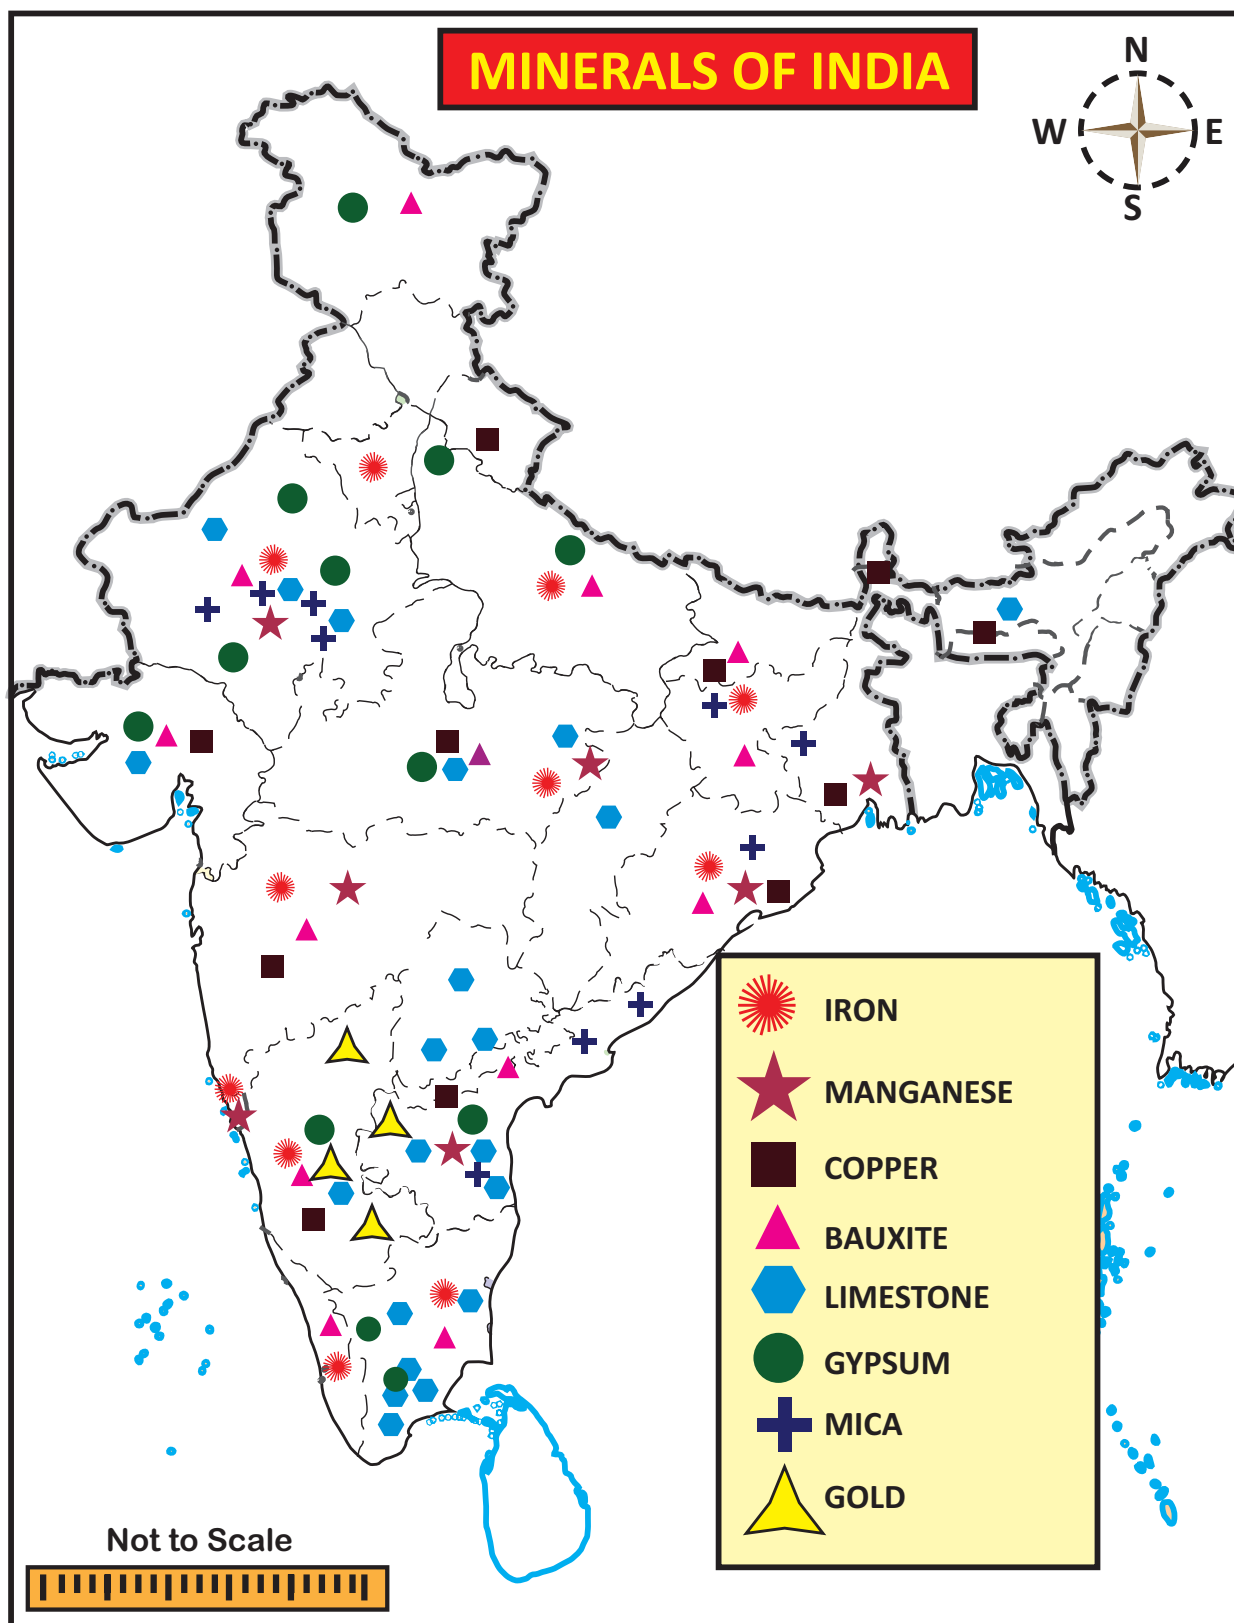 MINERALS OF INDIA
N
W
E
S
IRON
MANGANESE
COPPER
BAUXITE
LIMESTONE
GYPSUM
MICA
GOLD
Not to Scale